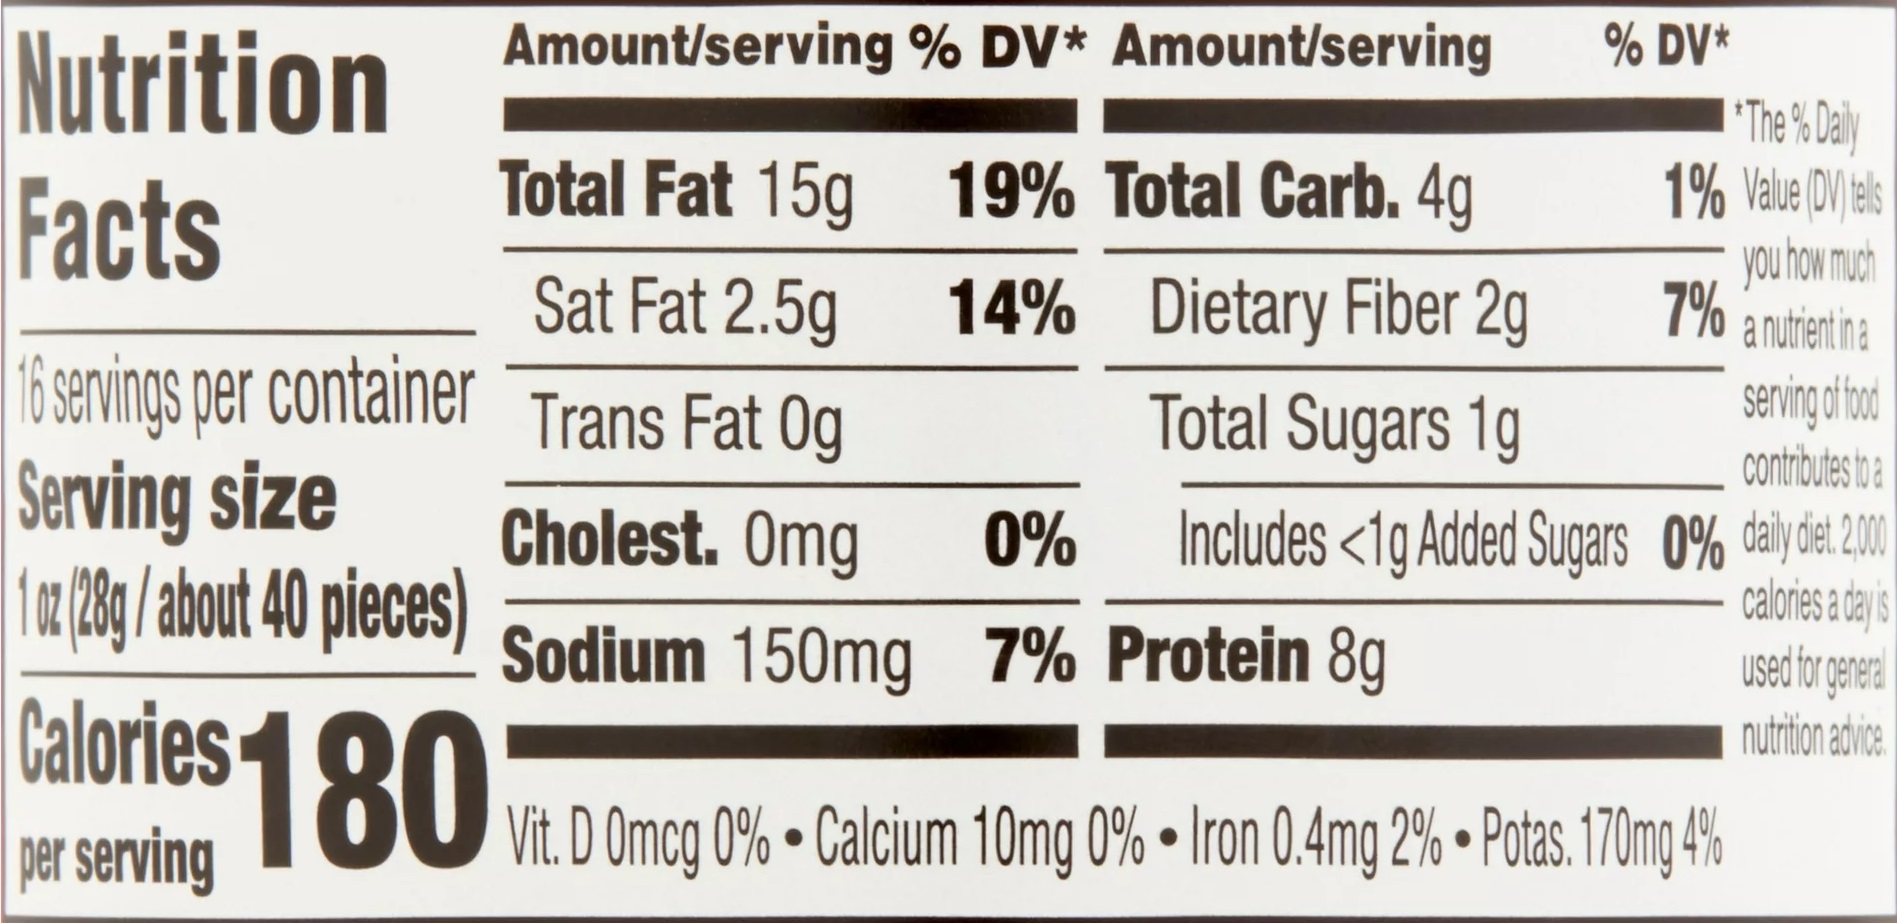 Nutrition
Facts
16 servings per container
Serving size
1 oz (28g / about 40 pieces)
Calories 180
per serving
Amount/serving % DV*
Total Fat 15g 19%
Sat Fat 2.5g 14%
Trans Fat 0g
Cholest. 0mg 0%
Sodium 150mg 7%
Amount/serving % DV*
Total Carb. 4g 1%
Dietary Fiber 2g 7%
Total Sugars 1g
Includes <1g Added Sugars 0%
Protein 8g
Vit. D 0mcg 0% • Calcium 10mg 0% • Iron 0.4mg 2% • Potas. 170mg 4%
*The % Daily
Value (DV) tells
you how much
a nutrient in a
serving of food
contributes to a
daily diet. 2,000
calories a day is
used for general
nutrition advice.